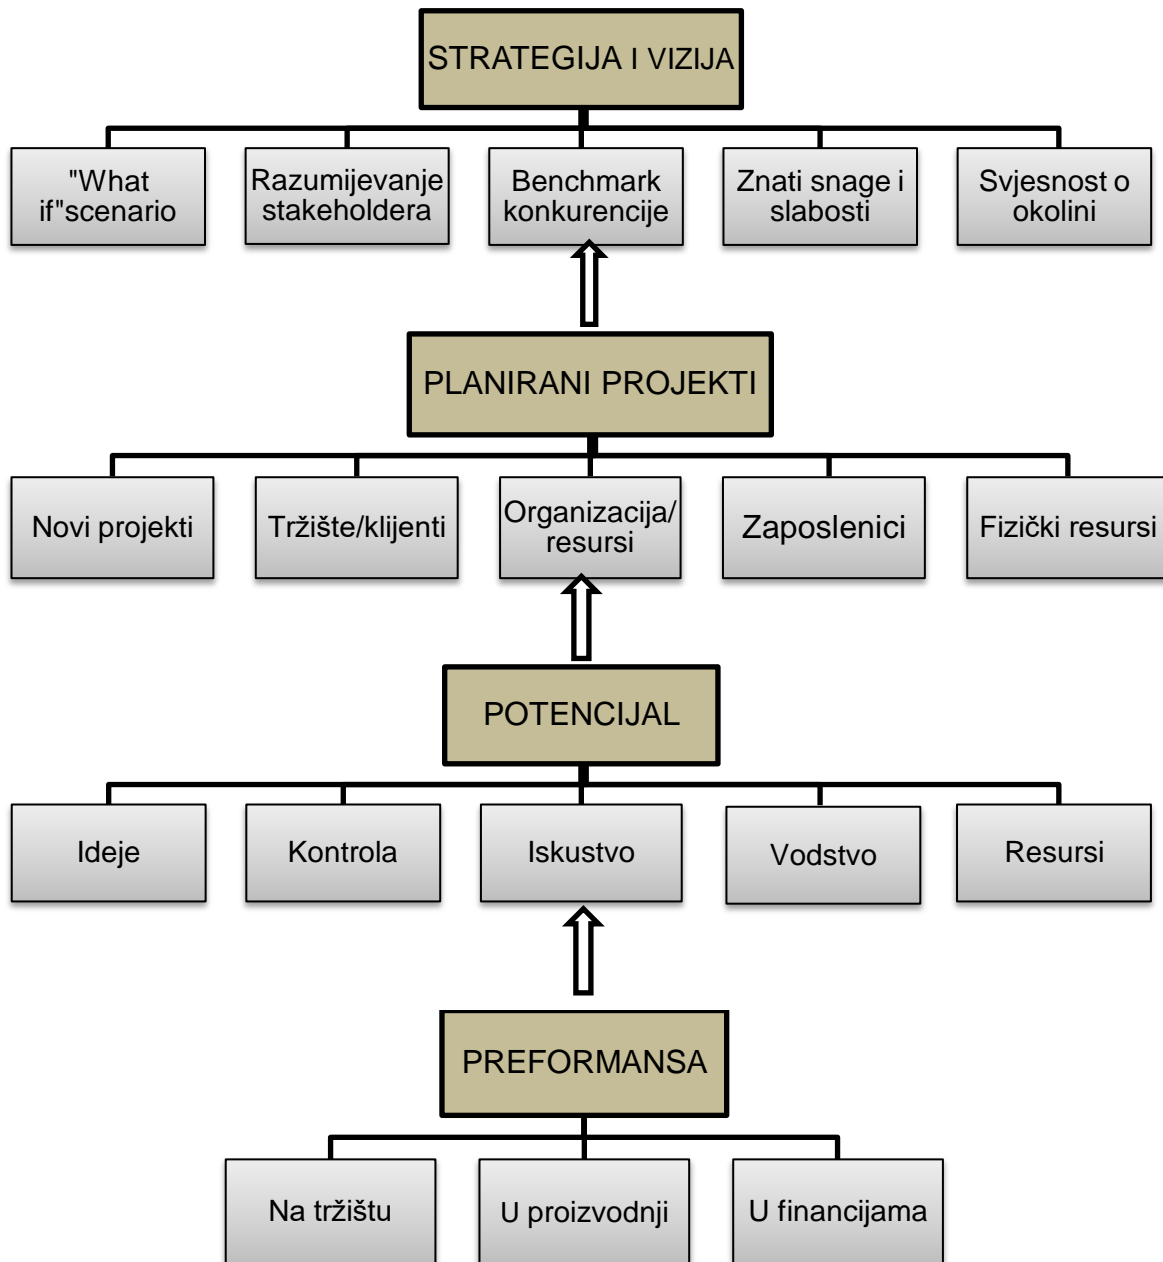 STRATEGIJA I VIZIJA
"What
if"scenario
Razumijevanje
stakeholdera
Benchmark
konkurencije
Znati snage i
slabosti
Svjesnost o
okolini
PLANIRANI PROJEKTI
Novi projekti
Tržište/klijenti
Organizacija/
resursi
Zaposlenici
Fizički resursi
POTENCIJAL
Ideje
Kontrola
Iskustvo
Vodstvo
Resursi
PREFORMANSA
Na tržištu
U proizvodnji
U financijama